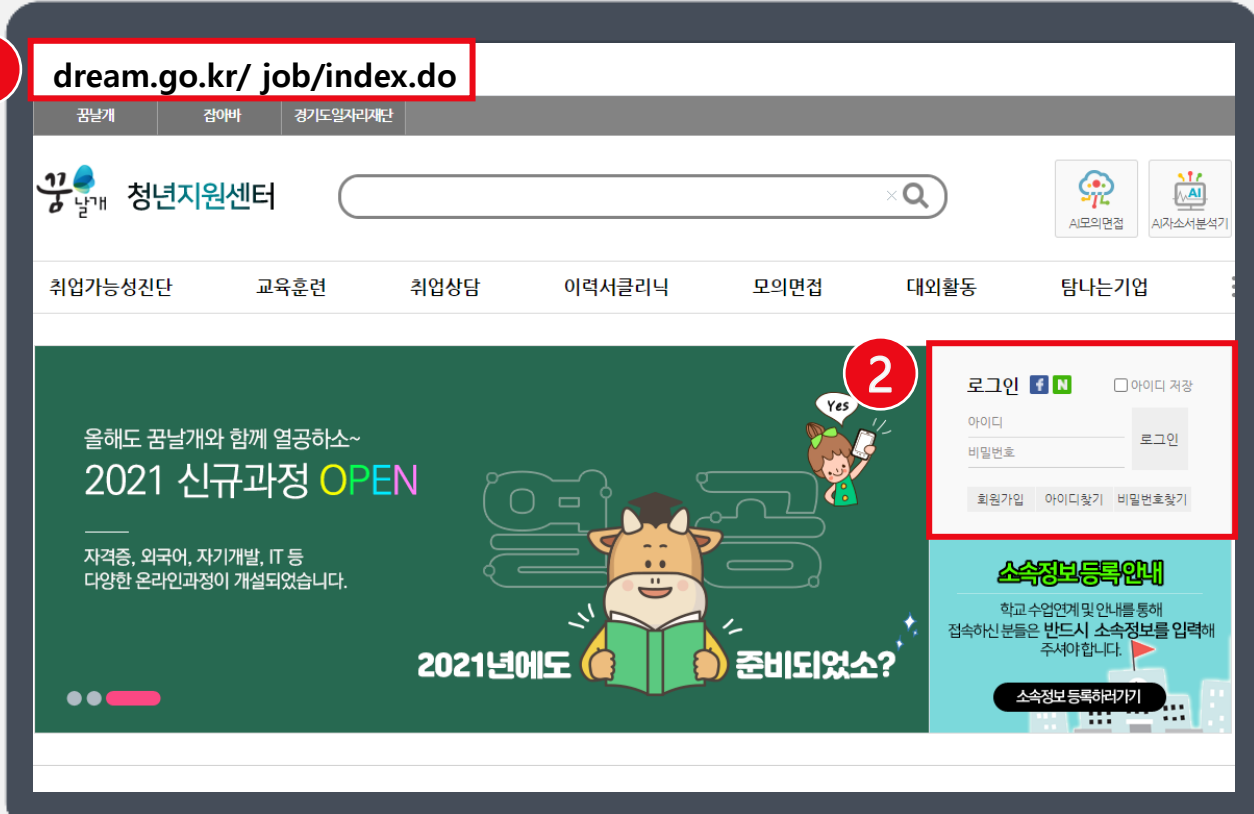 dream.go.kr/ job/index.do
꿈날개 잡아바 경기도일자리재단
꿈날개 청년지원센터
AI모의면접 AI자소서분석기
취업가능성진단 교육훈련 취업상담 이력서클리닉 모의면접 대외활동 탐나는기업
2
로그인 f N 아이디 저장
아이디
비밀번호
로그인
회원가입 아이디찾기 비밀번호찾기
Yes
올해도 꿈날개와 함께 열공하소~
2021 신규과정 OPEN
열공
자격증, 외국어, 자기개발, IT 등
다양한 온라인과정이 개설되었습니다.
2021년에도 준비되었소?
소속정보 등록 안내
학교 수업연계 및 안내를 통해
접속하신 분들은 반드시 소속정보를 입력해
주셔야 합니다.
소속정보 등록하러가기